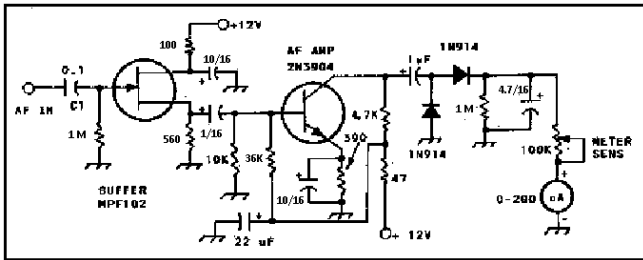 +12V
100
10/16
AF AMP
2N3904
1uF
1N914
0.1
AF IN
C1
1M
560
1/16
10K
36K
390
4.7K
1N914
1M
4.7/16
METER
SENS
100K
BUFFER
MPF102
10/16
47
+
0-200
uA
-
22 uF
+ 12V